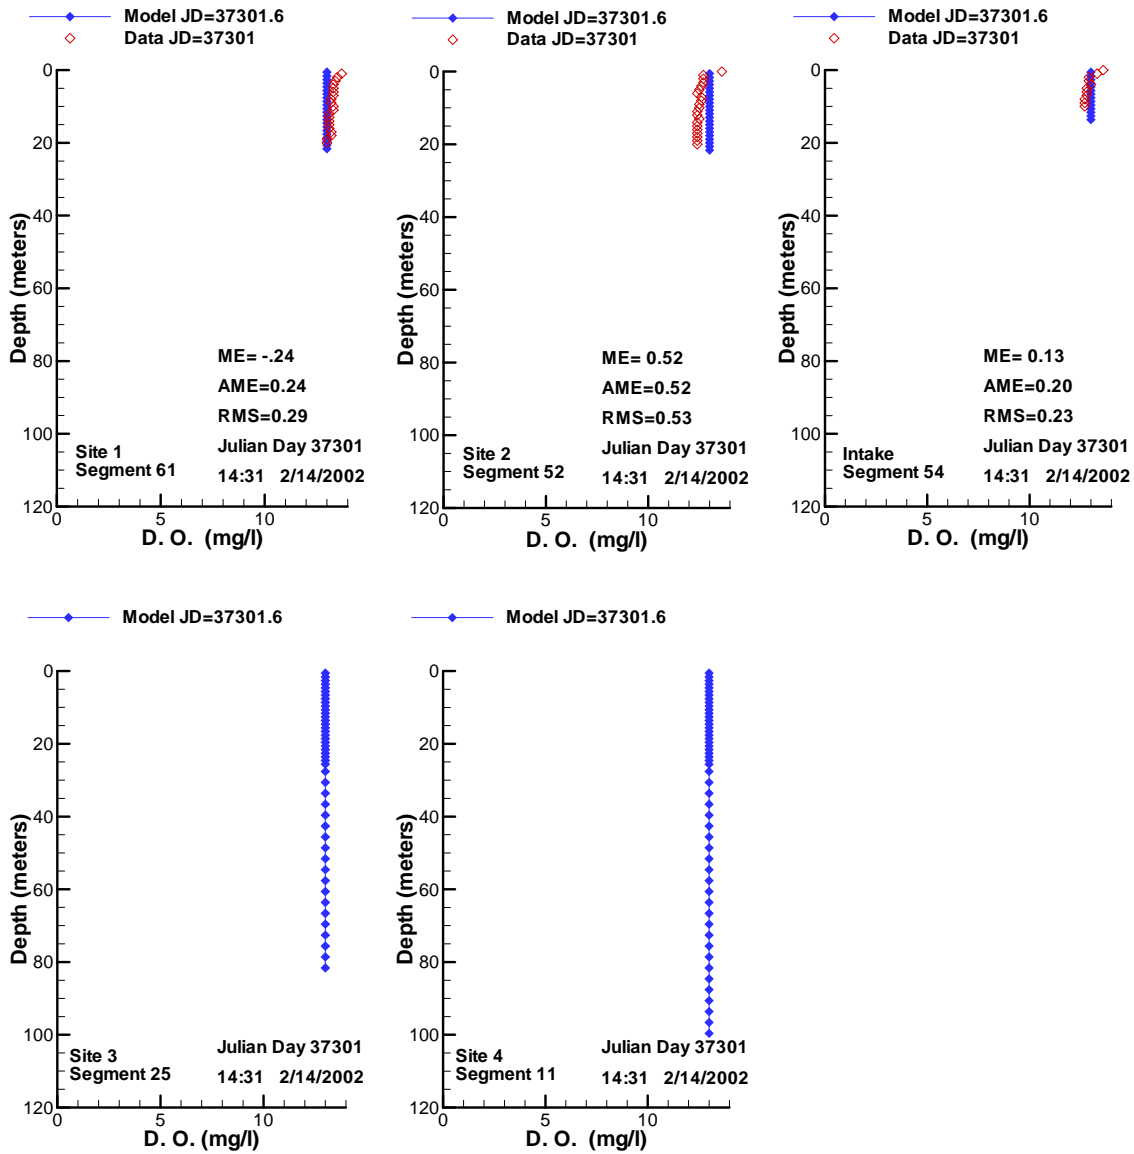 Model JD=37301.6
Data JD=37301
0
20
40
60
80
100
120
Depth (meters)
ME= -.24
AME=0.24
RMS=0.29
Site 1
Segment 61
Julian Day 37301
14:31 2/14/2002
0 10
D. O. (mg/l)
Model JD=37301.6
Data JD=37301
0
20
40
60
80
100
120
Depth (meters)
ME= 0.52
AME=0.52
RMS=0.53
Site 2
Segment 52
Julian Day 37301
14:31 2/14/2002
0 5 10
D. O. (mg/l)
Model JD=37301.6
Data JD=37301
0
20
40
60
80
100
120
Depth (meters)
ME= 0.13
AME=0.20
RMS=0.23
Intake
Segment 54
Julian Day 37301
14:31 2/14/2002
0 5 10
D. O. (mg/l)
Model JD=37301.6
0
20
40
60
80
100
120
Depth (meters)
Site 3
Segment 25
Julian Day 37301
14:31 2/14/2002
0 10
D. O. (mg/l)
Model JD=37301.6
0
20
40
60
80
100
120
Depth (meters)
Site 4
Segment 11
Julian Day 37301
14:31 2/14/2002
0 5 10
D. O. (mg/l)